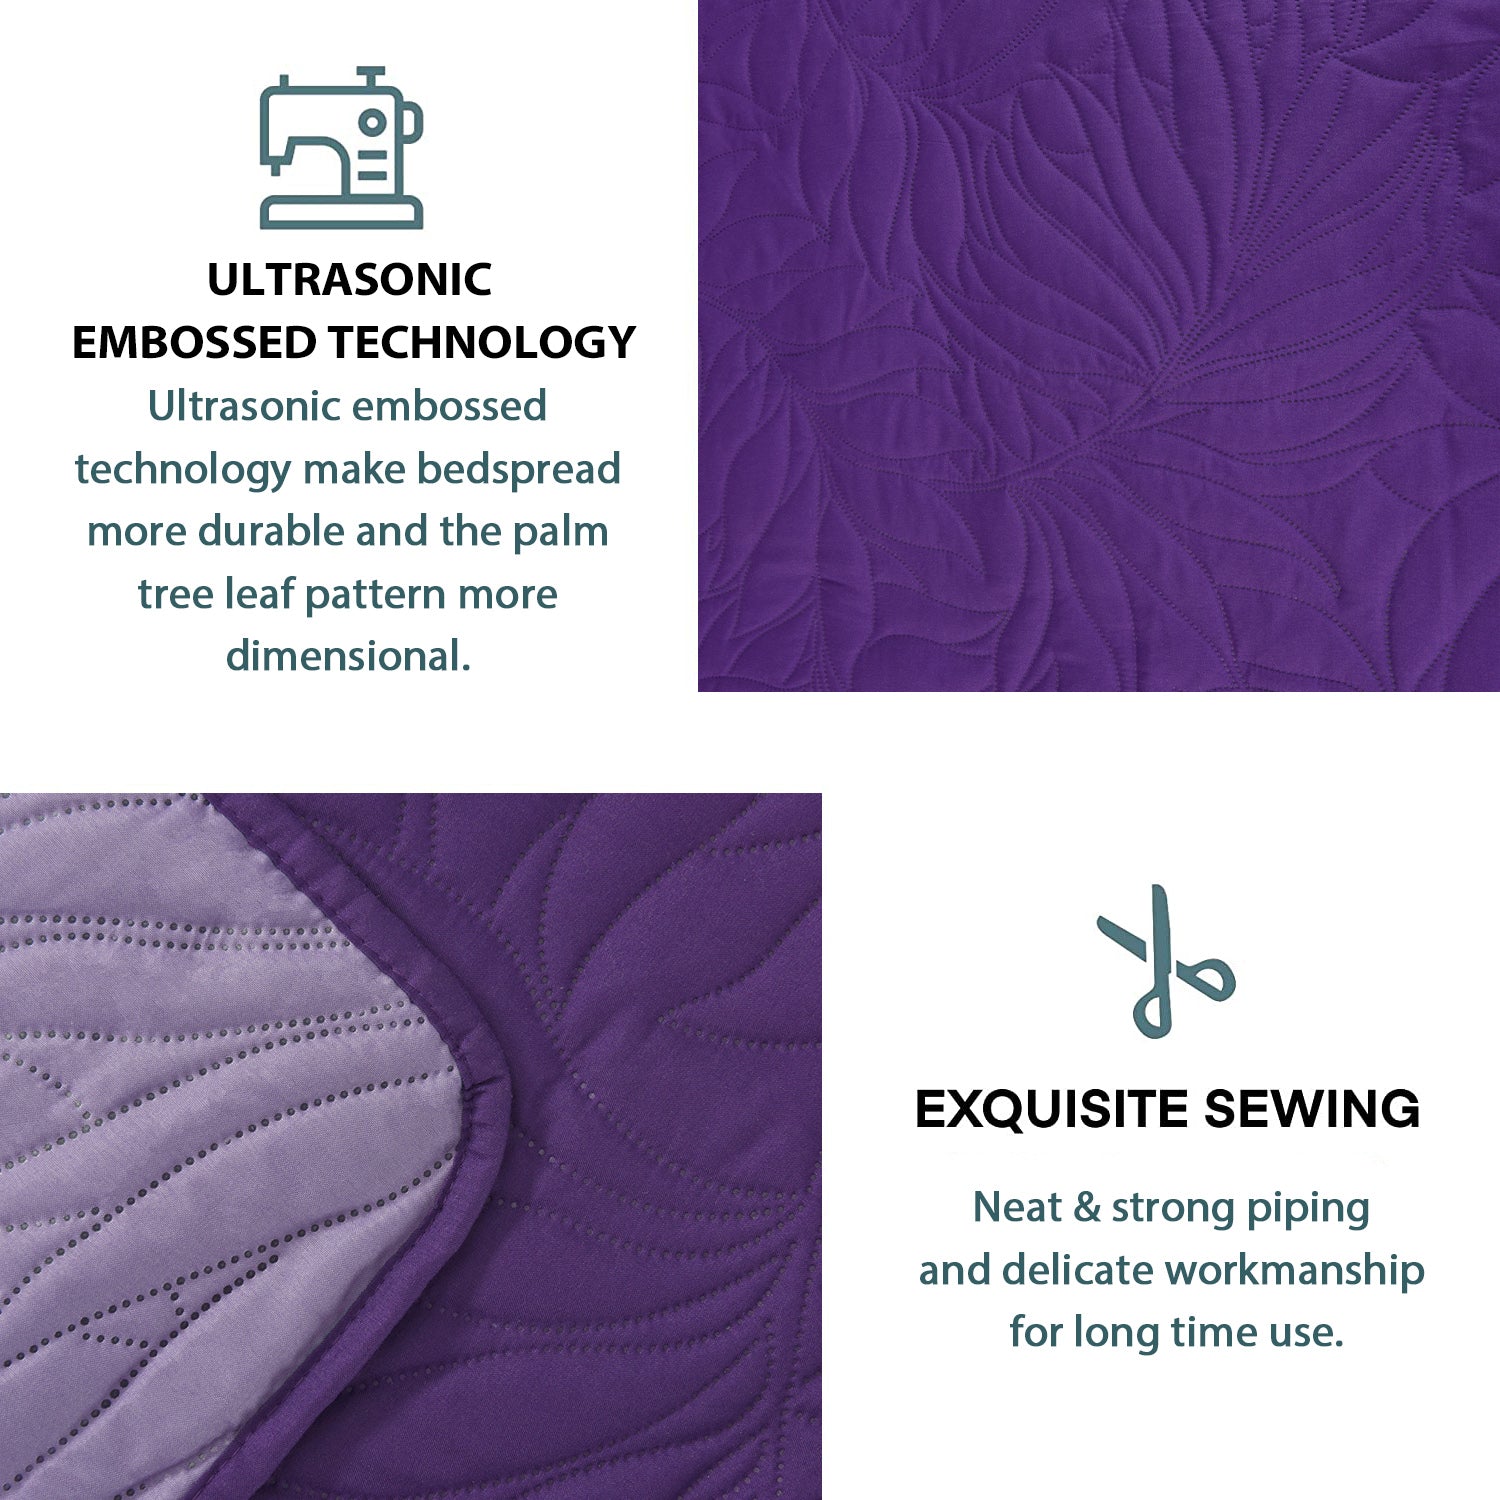 ULTRASONIC
EMBOSSED TECHNOLOGY
Ultrasonic embossed
technology make bedspread
more durable and the palm
tree leaf pattern more
dimensional.
EXQUISITE SEWING
Neat & strong piping
and delicate workmanship
for long time use.